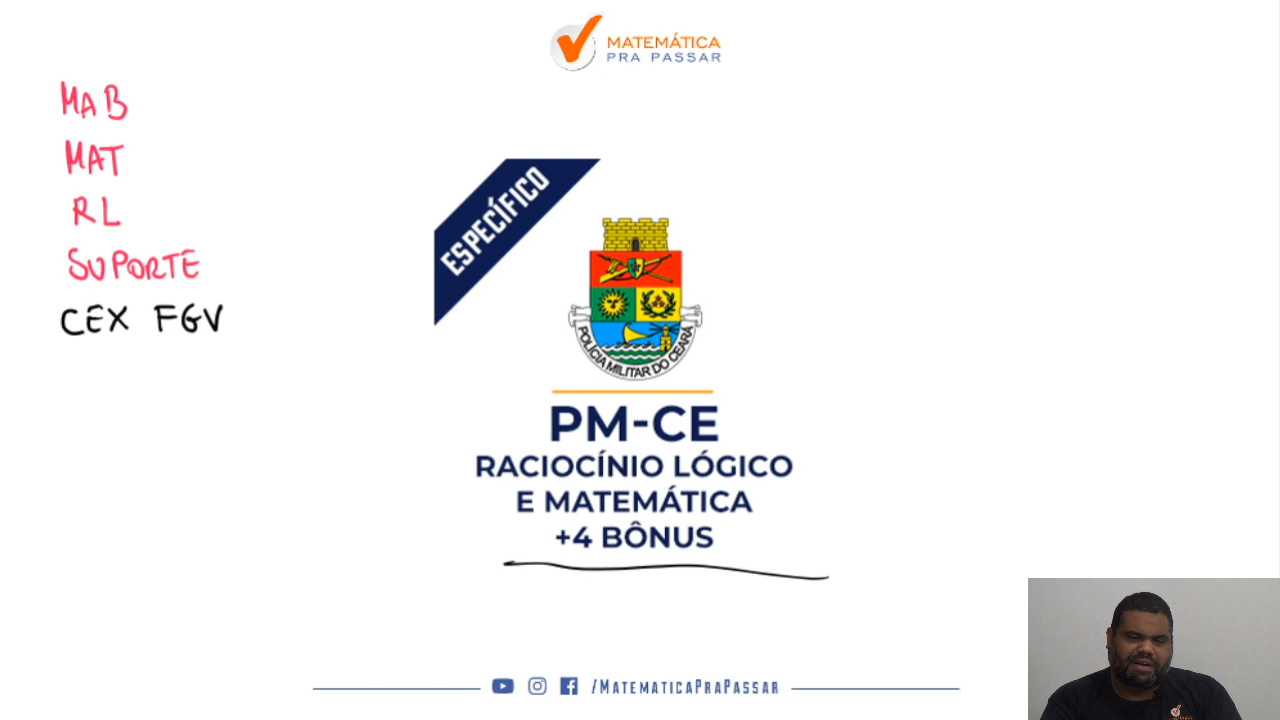 MATEMÁTICA
PRA PASSAR
MAB
MAT
RL
SUPORTE
CEX FGV
ESPECÍFICO
POLÍCIA MILITAR DO CEARÁ
PM-CE
RACIOCÍNIO LÓGICO
E MATEMÁTICA
+4 BÔNUS
/MATEMATICAPRAPASSAR